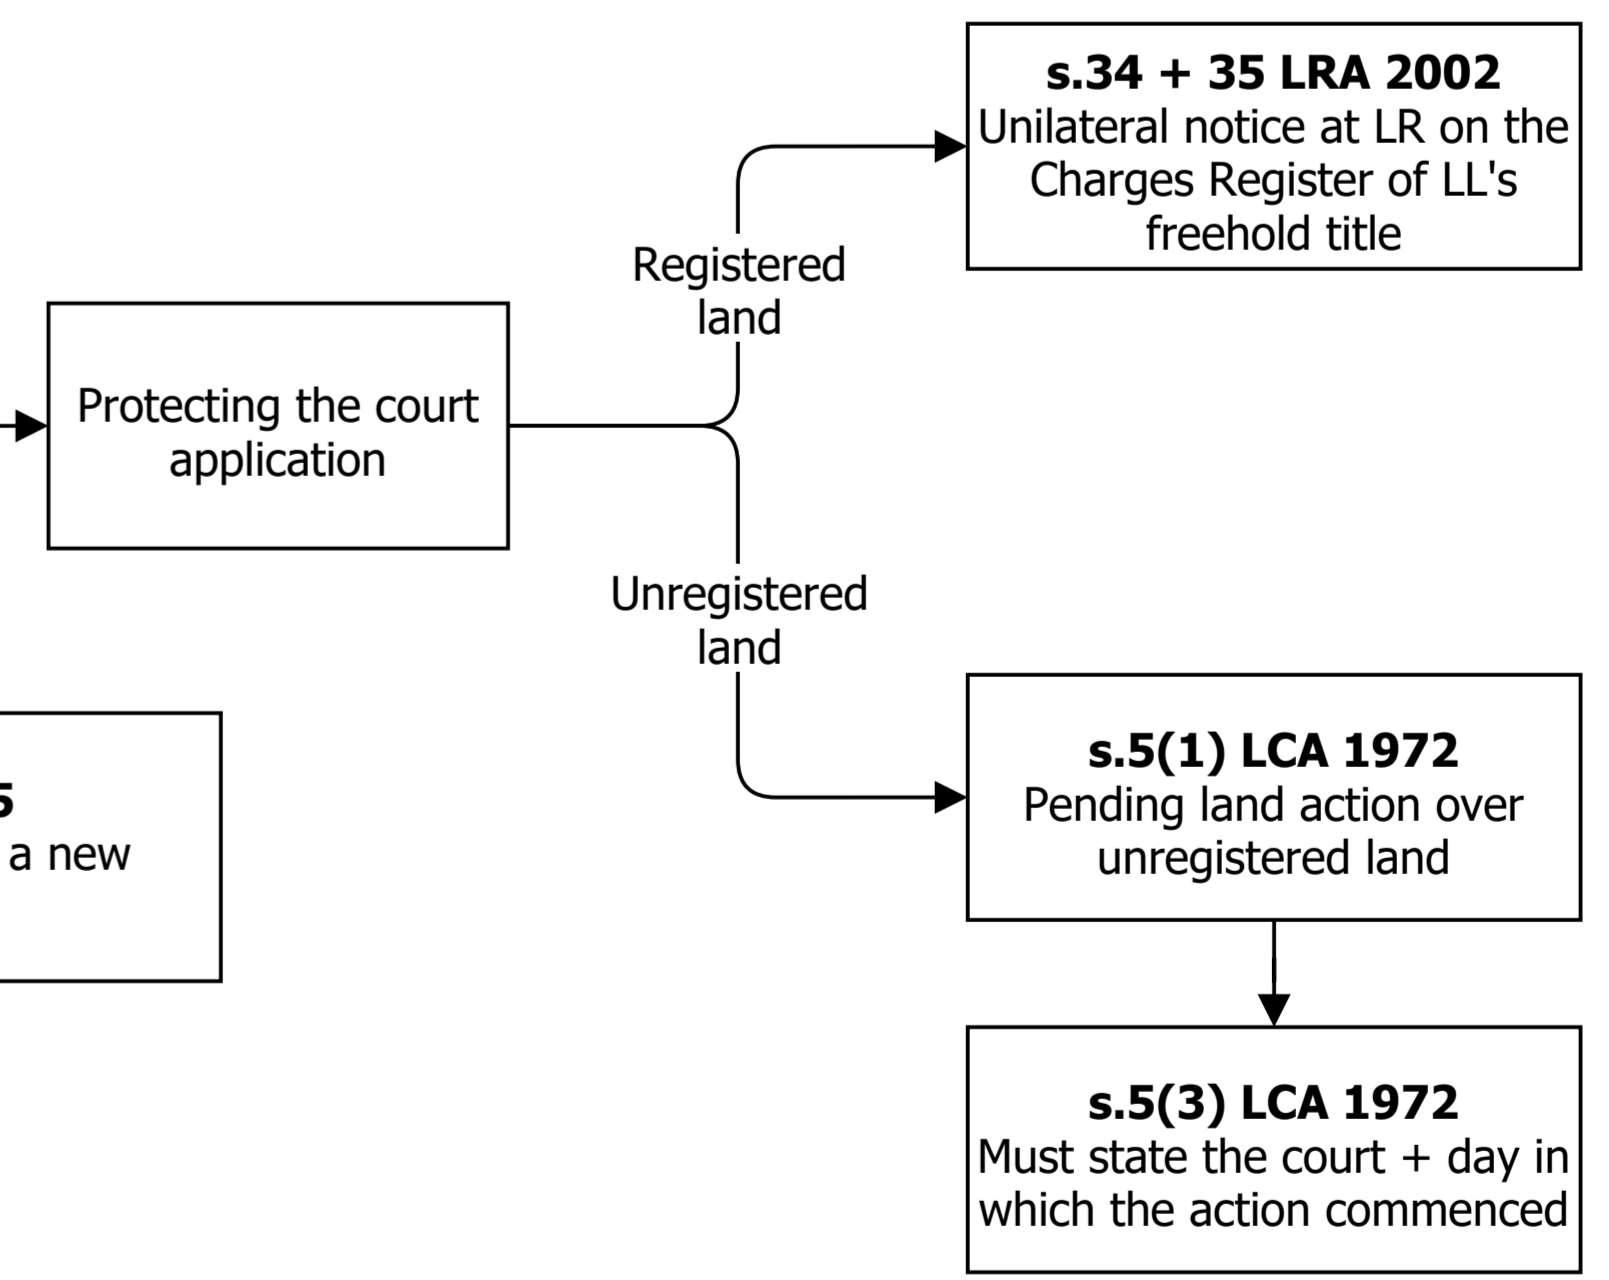 s.34 + 35 LRA 2002
Unilateral notice at LR on the
Charges Register of LL's
freehold title
Registered
land
Protecting the court
application
Unregistered
land
s.5(1) LCA 1972
Pending land action over
unregistered land
5
a new
s.5(3) LCA 1972
Must state the court + day in
which the action commenced